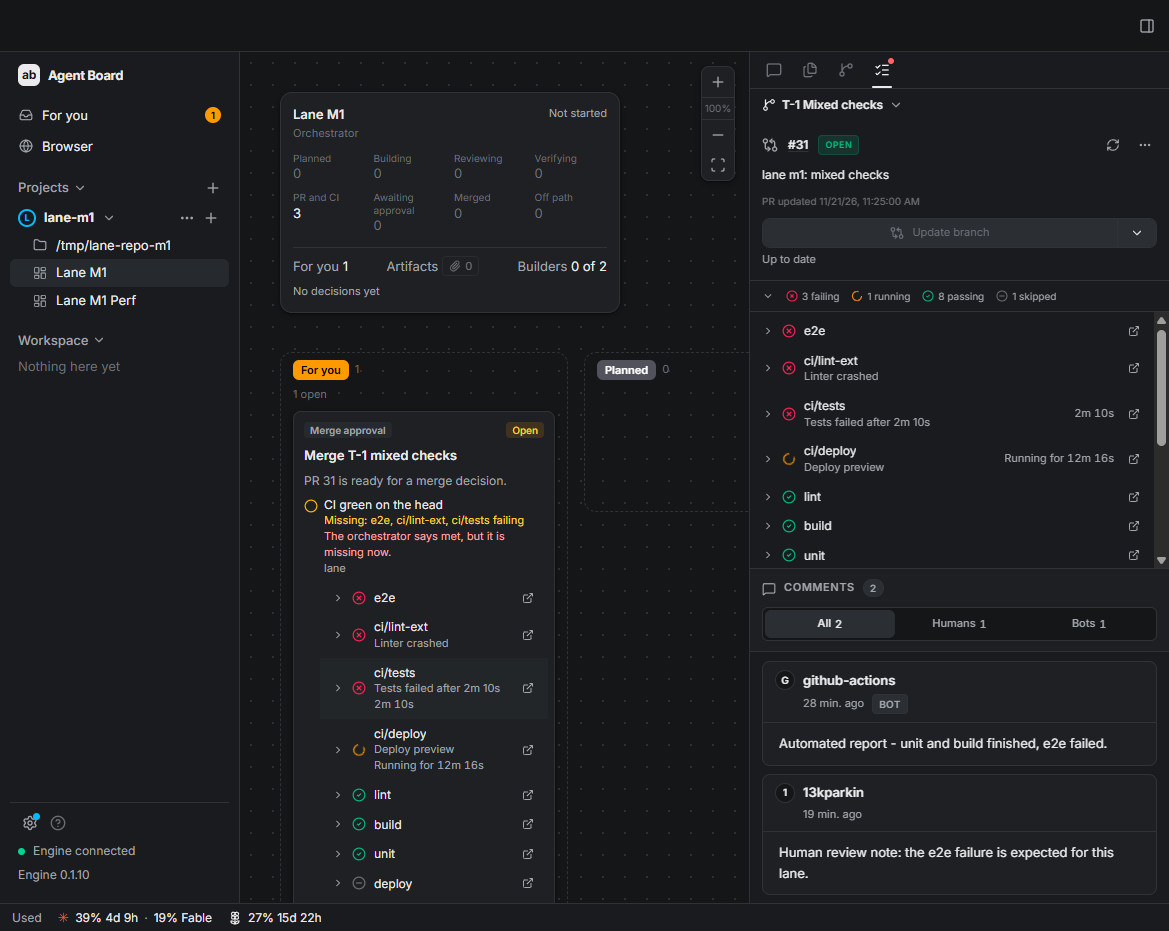 ab Agent Board
For you 1
Browser
Projects
L lane-m1
/tmp/lane-repo-m1
Lane M1
Lane M1 Perf
Workspace
Nothing here yet
Engine connected
Engine 0.1.10
Lane M1 Not started
Orchestrator
Planned Building Reviewing Verifying
0 0 0 0
PR and CI Awaiting approval Merged Off path
3 0 0 0
For you 1 Artifacts 0 Builders 0 of 2
No decisions yet
100%
For you 1
1 open
Merge approval Open
Merge T-1 mixed checks
PR 31 is ready for a merge decision.
CI green on the head
Missing: e2e, ci/lint-ext, ci/tests failing
The orchestrator says met, but it is
missing now.
lane
e2e
ci/lint-ext
Linter crashed
ci/tests
Tests failed after 2m 10s
2m 10s
ci/deploy
Deploy preview
Running for 12m 16s
lint
build
unit
deploy
Planned 0
T-1 Mixed checks
#31 OPEN
lane m1: mixed checks
PR updated 11/21/26, 11:25:00 AM
Update branch
Up to date
3 failing 1 running 8 passing 1 skipped
e2e
ci/lint-ext
Linter crashed
ci/tests
Tests failed after 2m 10s 2m 10s
ci/deploy
Deploy preview Running for 12m 16s
lint
build
unit
COMMENTS 2
All 2 Humans 1 Bots 1
G github-actions
28 min. ago BOT
Automated report - unit and build finished, e2e failed.
1 13kparkin
19 min. ago
Human review note: the e2e failure is expected for this
lane.
Used 39% 4d 9h · 19% Fable 27% 15d 22h